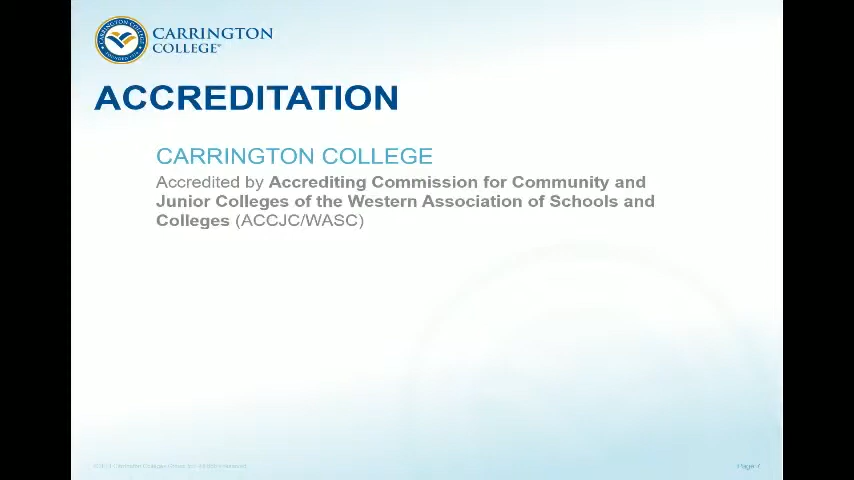 CARRINGTON
COLLEGE
ACCREDITATION
CARRINGTON COLLEGE
Accredited by Accrediting Commission for Community and
Junior Colleges of the Western Association of Schools and
Colleges (ACCJC/WASC)
Page